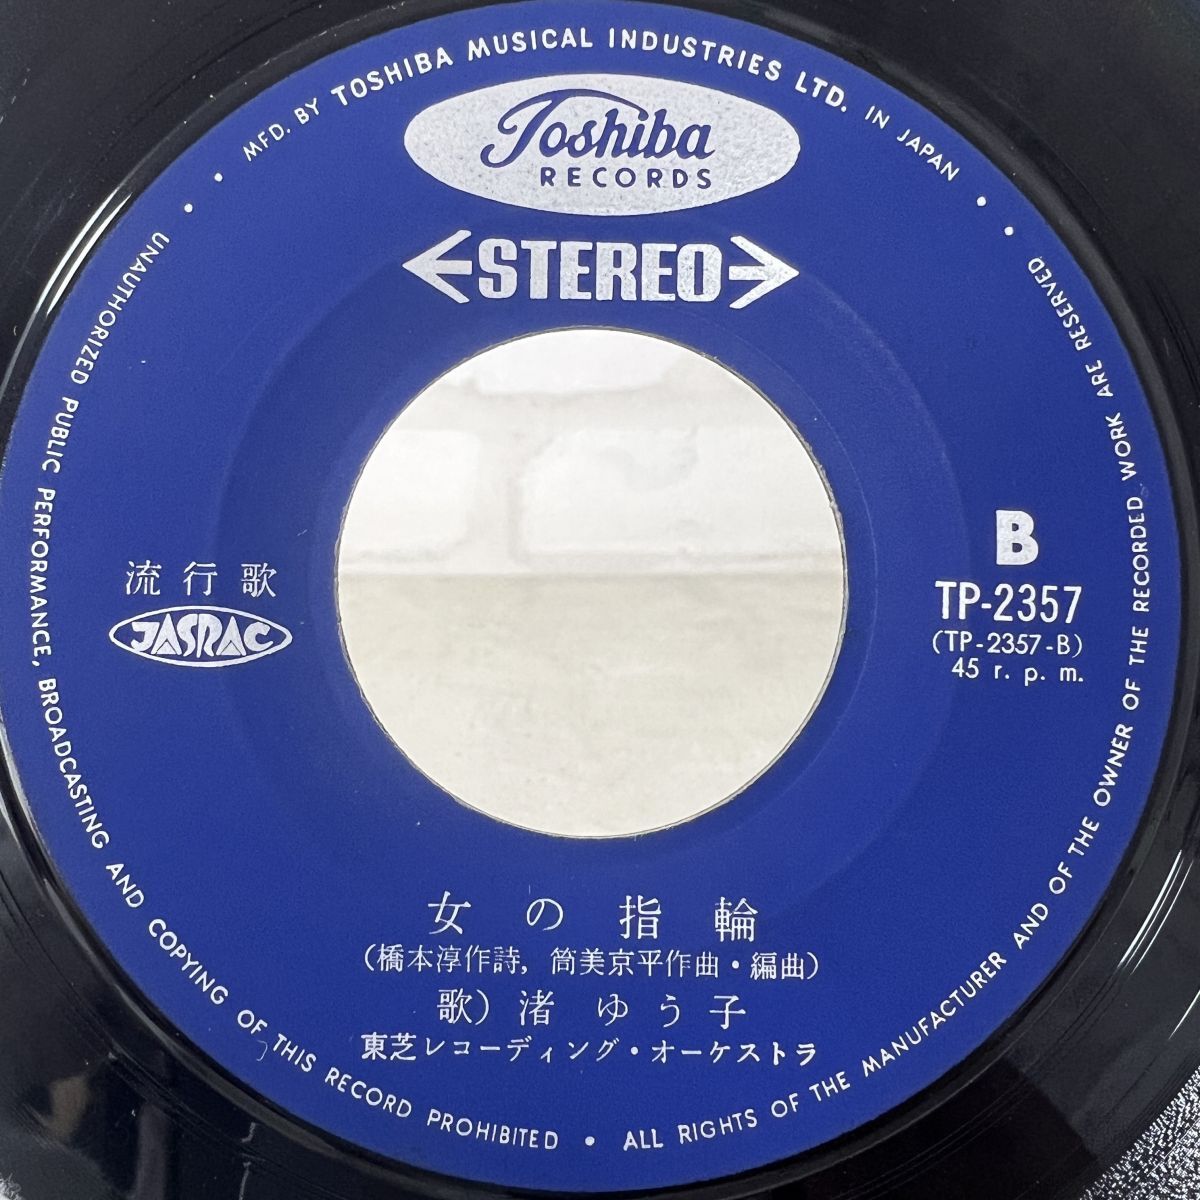 MFD. BY TOSHIBA MUSICAL INDUSTRIES LTD. IN JAPAN
Toshiba
RECORDS
STEREO
流行歌
JASRAC
B
TP-2357
(TP-2357-B)
45 r. p. m.
女の指輪
(橋本淳作詩, 筒美京平作曲・編曲)
歌) 渚 ゆう子
東芝レコーディング・オーケストラ
UNAUTHORIZED PUBLIC PERFORMANCE, BROADCASTING AND COPYING OF THIS RECORD PROHIBITED • ALL RIGHTS OF THE MANUFACTURER AND OF THE OWNER OF THE RECORDED WORK ARE RESERVED